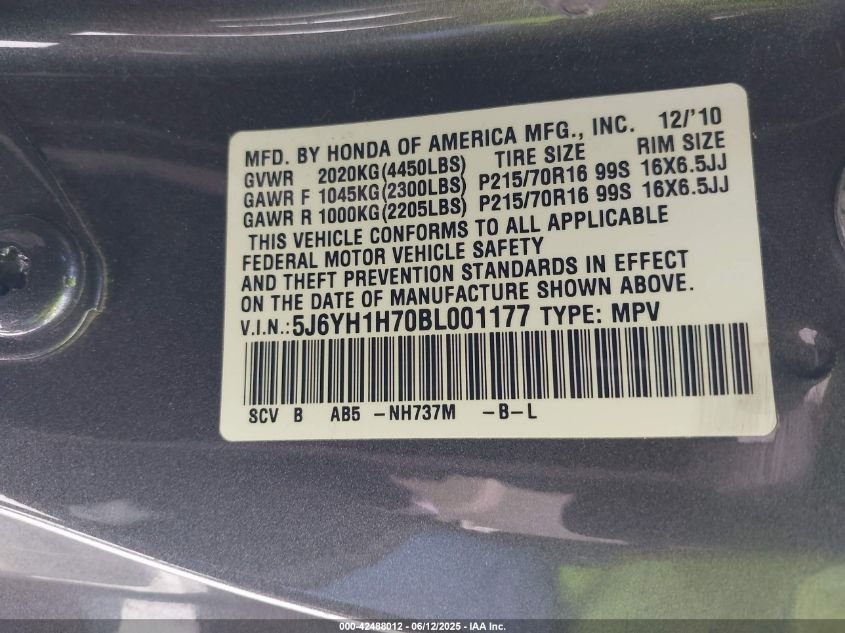 MFD. BY HONDA OF AMERICA MFG., INC. 12/'10
GVWR 2020KG(4450LBS) TIRE SIZE RIM SIZE
GAWR F 1045KG(2300LBS) P215/70R16 99S 16X6.5JJ
GAWR R 1000KG(2205LBS) P215/70R16 99S 16X6.5JJ
THIS VEHICLE CONFORMS TO ALL APPLICABLE
FEDERAL MOTOR VEHICLE SAFETY
AND THEFT PREVENTION STANDARDS IN EFFECT
ON THE DATE OF MANUFACTURE SHOWN ABOVE.
V.I.N.:5J6YH1H70BL001177 TYPE: MPV
SCV B AB5 -NH737M -B-L
000-42488012 - 06/12/2025 - IAA Inc.